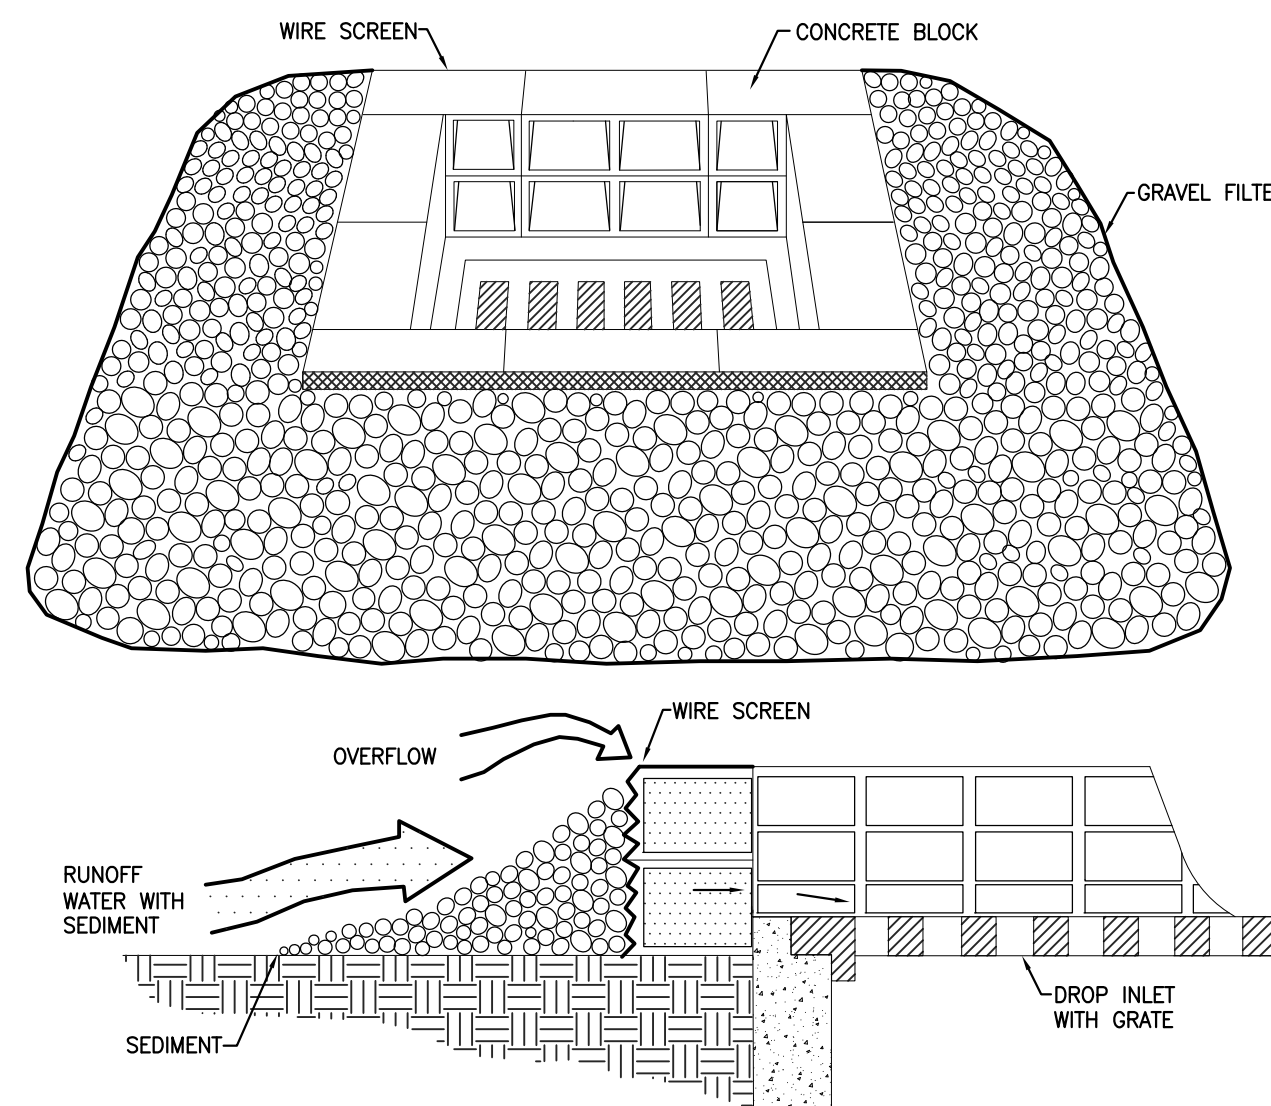 WIRE SCREEN
CONCRETE BLOCK
GRAVEL FILTE
WIRE SCREEN
OVERFLOW
RUNOFF
WATER WITH
SEDIMENT
SEDIMENT
DROP INLET
WITH GRATE